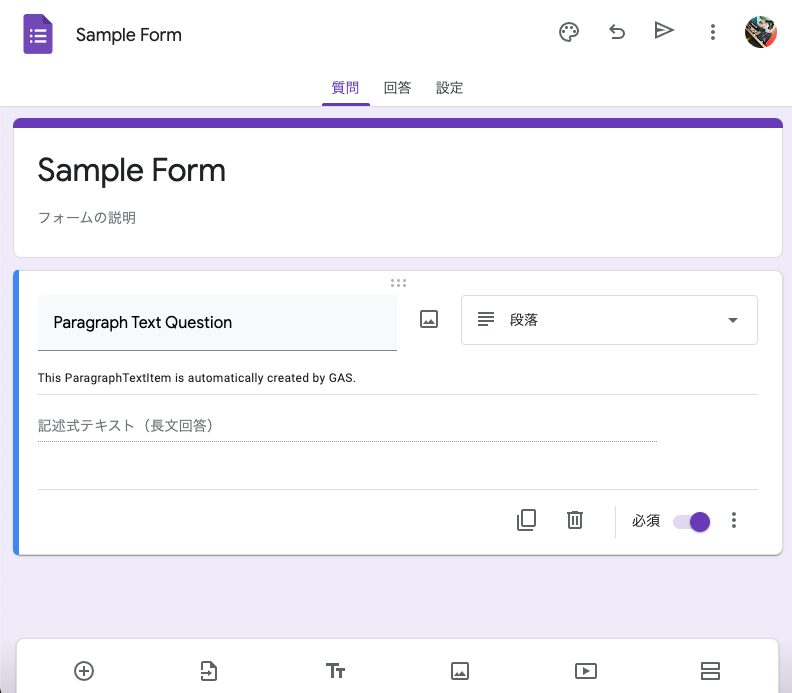 Sample Form
質問 回答 設定
Sample Form
フォームの説明
Paragraph Text Question
段落
This ParagraphTextItem is automatically created by GAS.
記述式テキスト（長文回答）
必須
Tт